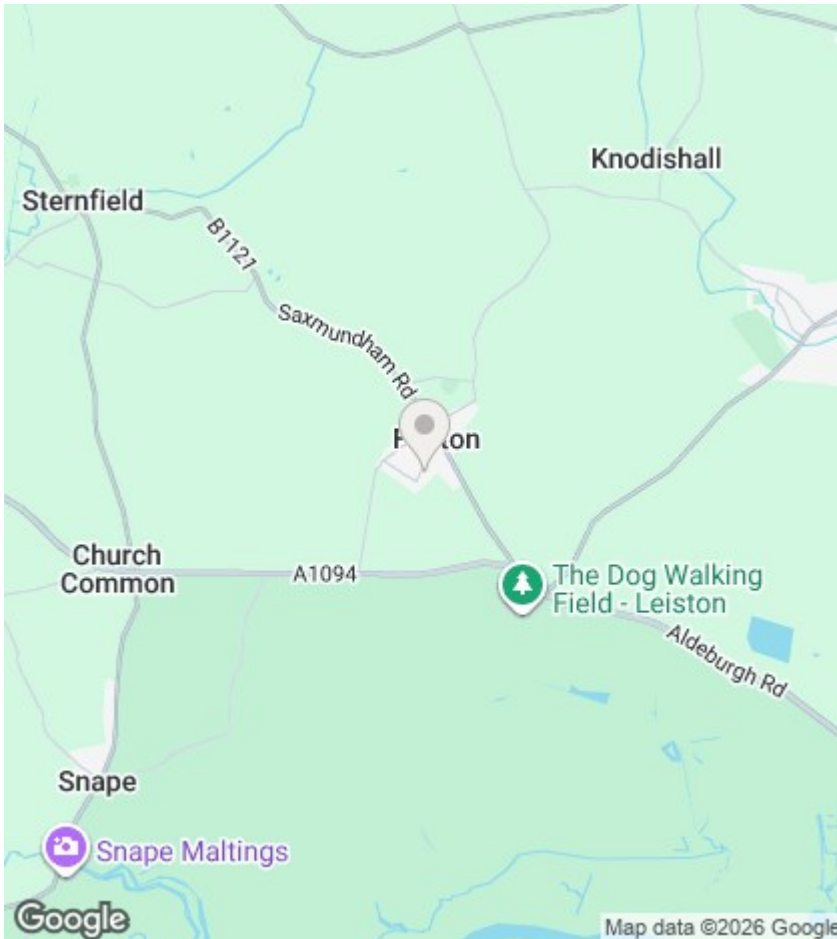 Knodishall
Sternfield
B1121
Saxmundham Rd
Church
Common
A1094
The Dog Walking
Field - Leiston
Aldeburgh Rd
Snape
Snape Maltings
Google
Map data ©2026 Google